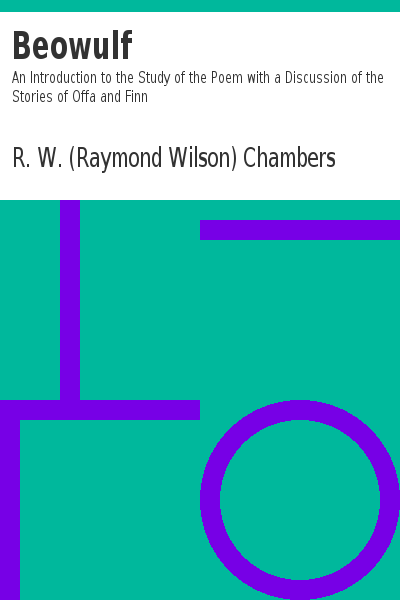 Beowulf
An Introduction to the Study of the Poem with a Discussion of the
Stories of Offa and Finn
R. W. (Raymond Wilson) Chambers